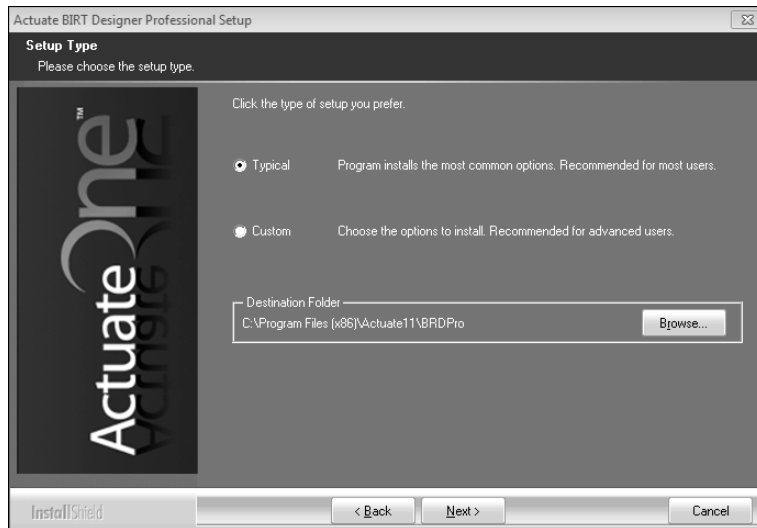 Actuate BIRT Designer Professional Setup
Setup Type
Please choose the setup type.
ActuateOne™
Click the type of setup you prefer.
Typical Program installs the most common options. Recommended for most users.
Custom Choose the options to install. Recommended for advanced users.
Destination Folder
C:\Program Files (x86)\Actuate11\BRDPro
Browse...
InstallShield
< Back
Next >
Cancel